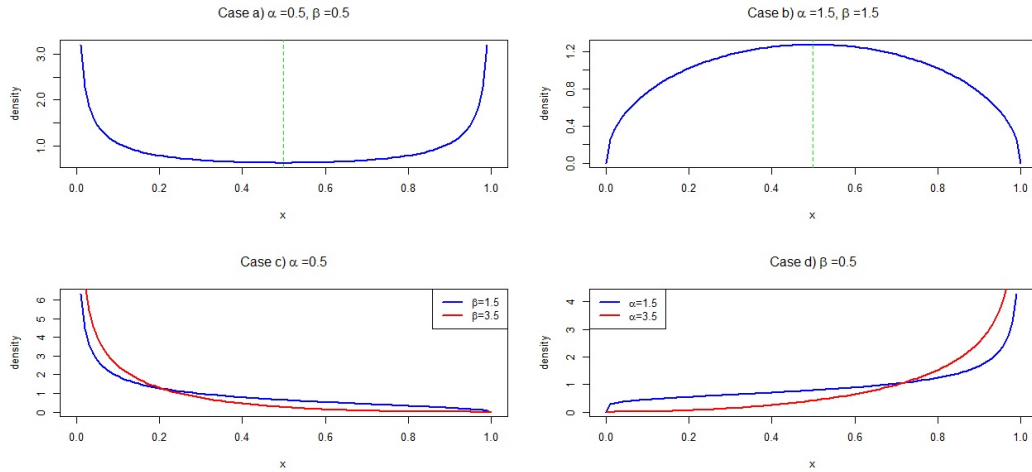 Case a) α =0.5, β =0.5
density
1.0
2.0
3.0
0.0 0.2 0.4 0.6 0.8 1.0
x
Case b) α =1.5, β =1.5
density
0.0
0.4
0.8
1.2
0.0 0.2 0.4 0.6 0.8 1.0
x
Case c) α =0.5
density
0 1 2 3 4 5 6
β=1.5
β=3.5
0.0 0.2 0.4 0.6 0.8 1.0
x
Case d) β =0.5
density
0 1 2 3 4
α=1.5
α=3.5
0.0 0.2 0.4 0.6 0.8 1.0
x